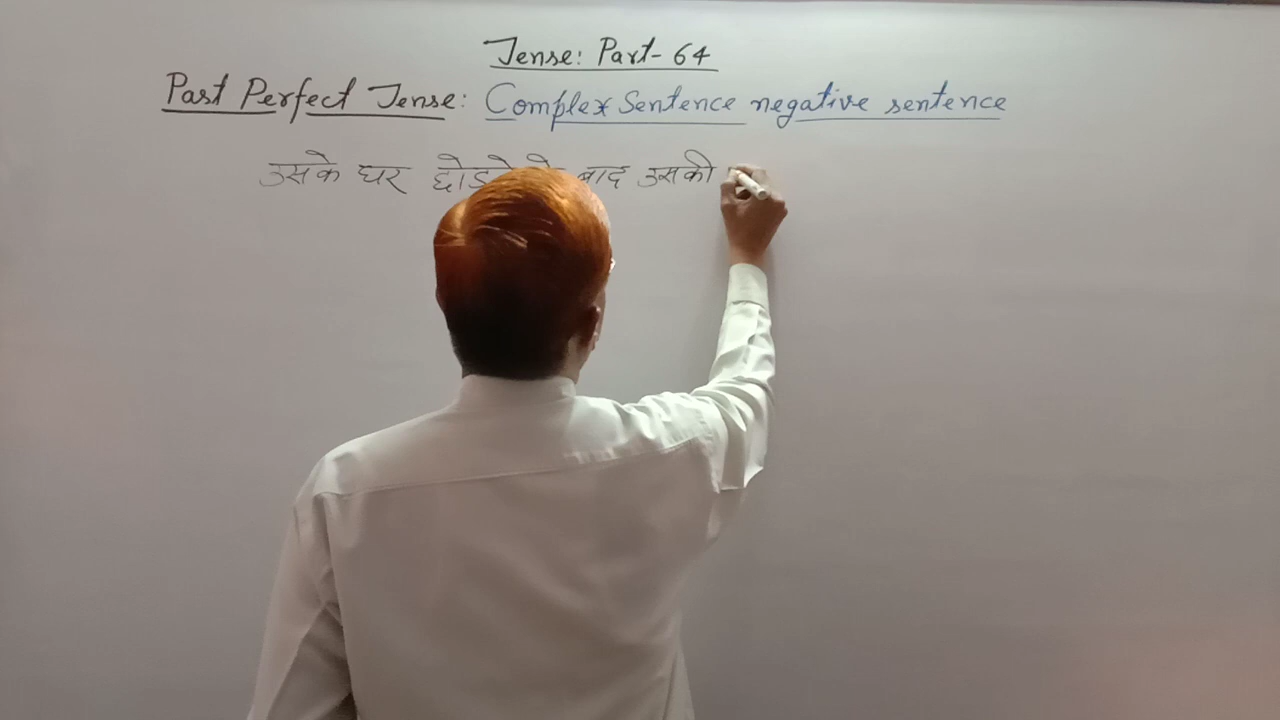 Tense: Part-64
Past Perfect Tense: Complex Sentence negative sentence
उसके घर बाद उसकी